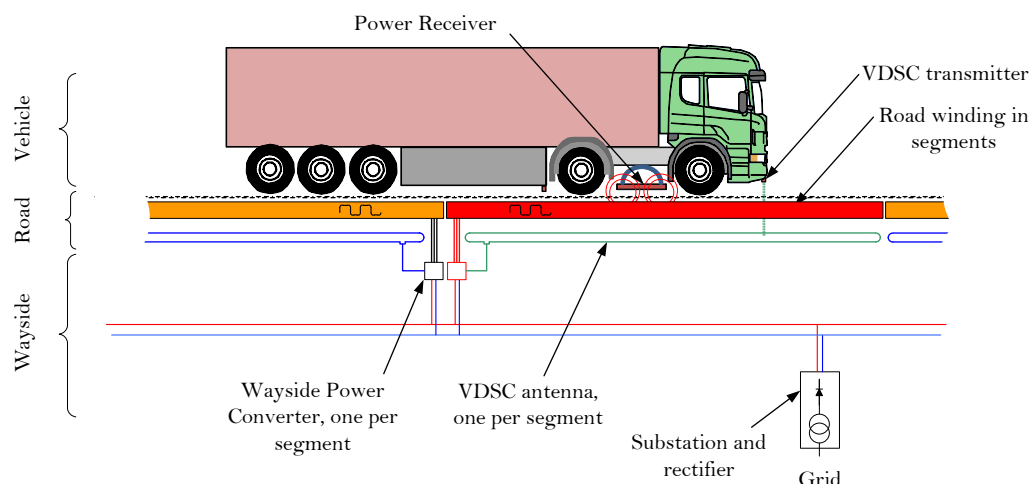 Power Receiver
VDSC transmitter
Road winding in
segments
Vehicle
Road
Wayside
Wayside Power
Converter, one per
segment
VDSC antenna,
one per segment
Substation and
rectifier
Grid